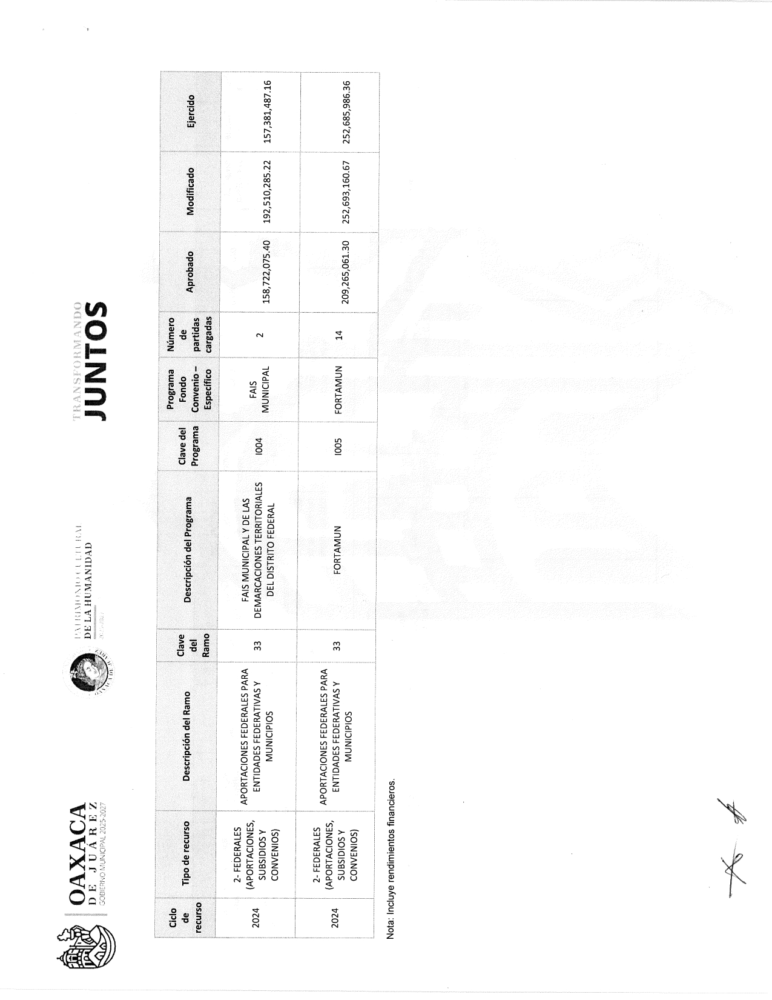 OAXACA
DE JUÁREZ
GOBIERNO MUNICIPAL 2025-2027
PATRIMONIO CULTURAL
DE LA HUMANIDAD
TRANSFORMANDO
JUNTOS
Ciclo
de
recurso
Tipo de recurso
Descripción del Ramo
Clave
del
Ramo
Descripción del Programa
Clave del
Programa
Programa
Fondo
Convenio –
Específico
Número
de
partidas
cargadas
Aprobado
Modificado
Ejercido
2024
2- FEDERALES
(APORTACIONES,
SUBSIDIOS Y
CONVENIOS)
APORTACIONES FEDERALES PARA
ENTIDADES FEDERATIVAS Y
MUNICIPIOS
33
FAIS MUNICIPAL Y DE LAS
DEMARCACIONES TERRITORIALES
DEL DISTRITO FEDERAL
I004
FAIS
MUNICIPAL
2
158,722,075.40
192,510,285.22
157,381,487.16
2024
2- FEDERALES
(APORTACIONES,
SUBSIDIOS Y
CONVENIOS)
APORTACIONES FEDERALES PARA
ENTIDADES FEDERATIVAS Y
MUNICIPIOS
33
FORTAMUN
I005
FORTAMUN
14
209,265,061.30
252,693,160.67
252,685,986.36
Nota: Incluye rendimientos financieros.